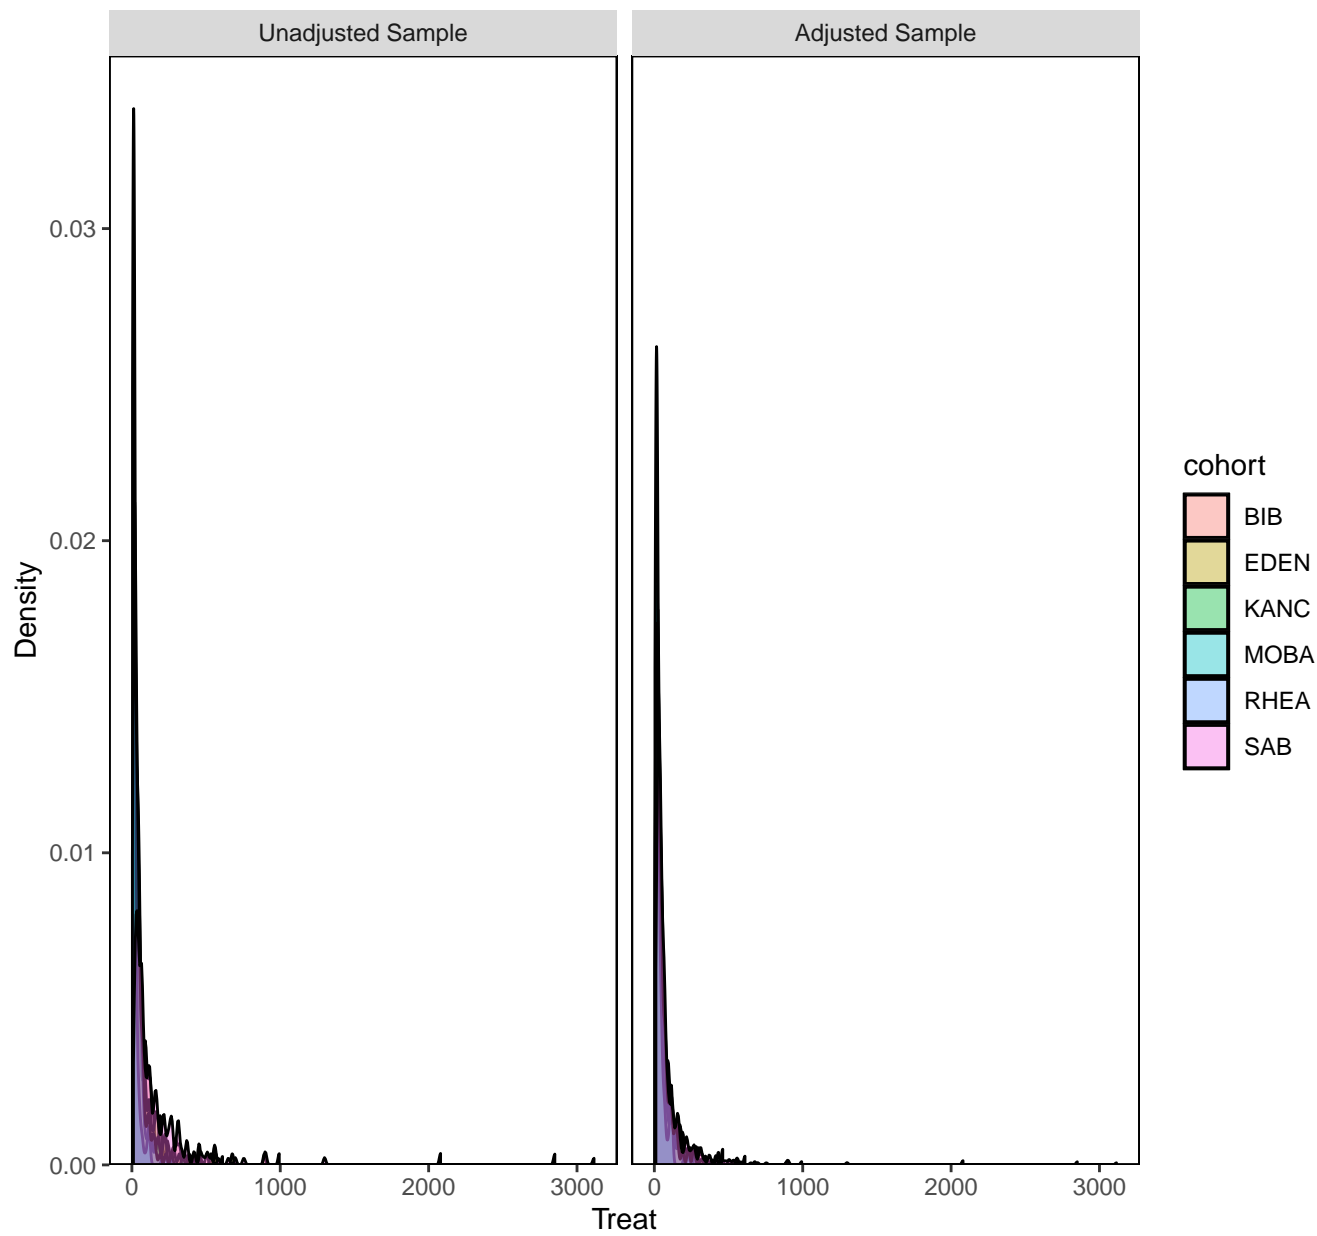 Unadjusted Sample
Adjusted Sample
Density
0.03
0.02
0.01
0.00
0 1000 2000 3000
0 1000 2000 3000
Treat
cohort
BIB
EDEN
KANC
MOBA
RHEA
SAB